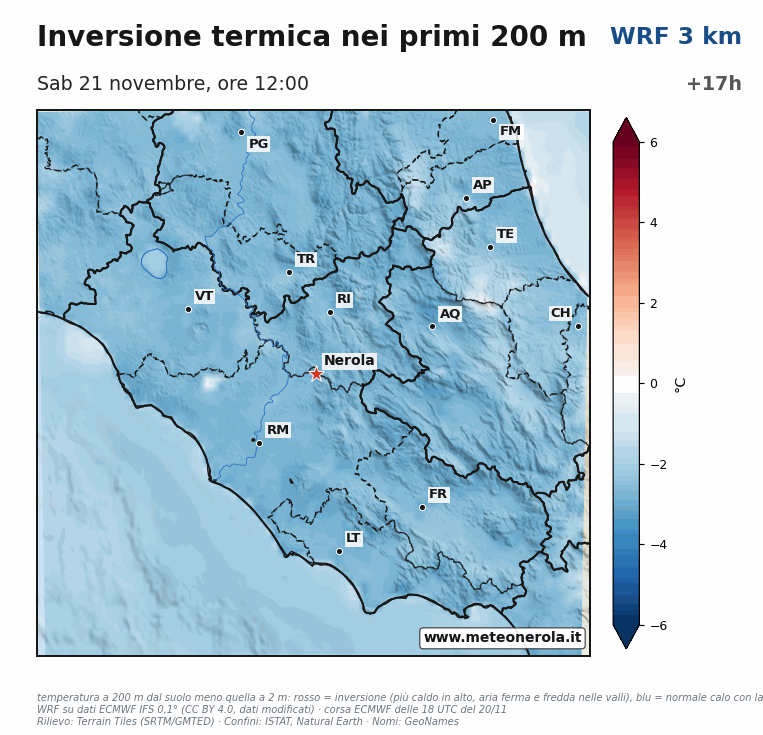 Inversione termica nei primi 200 m
WRF 3 km
Sab 21 novembre, ore 12:00
+17h
FM
PG
AP
TE
TR
VT
RI
AQ
CH
Nerola
RM
FR
LT
www.meteonerola.it
6
4
2
0
−2
−4
−6
°C
temperatura a 200 m dal suolo meno quella a 2 m: rosso = inversione (più caldo in alto, aria ferma e fredda nelle valli), blu = normale calo con la
WRF su dati ECMWF IFS 0,1° (CC BY 4.0, dati modificati) · corsa ECMWF delle 18 UTC del 20/11
Rilievo: Terrain Tiles (SRTM/GMTED) · Confini: ISTAT, Natural Earth · Nomi: GeoNames